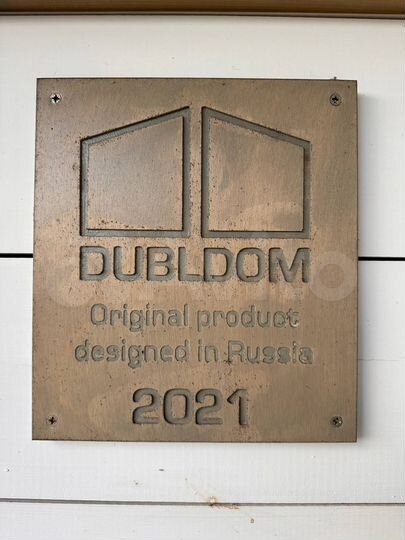 DUBLDOM
Original product
designed in Russia
2021